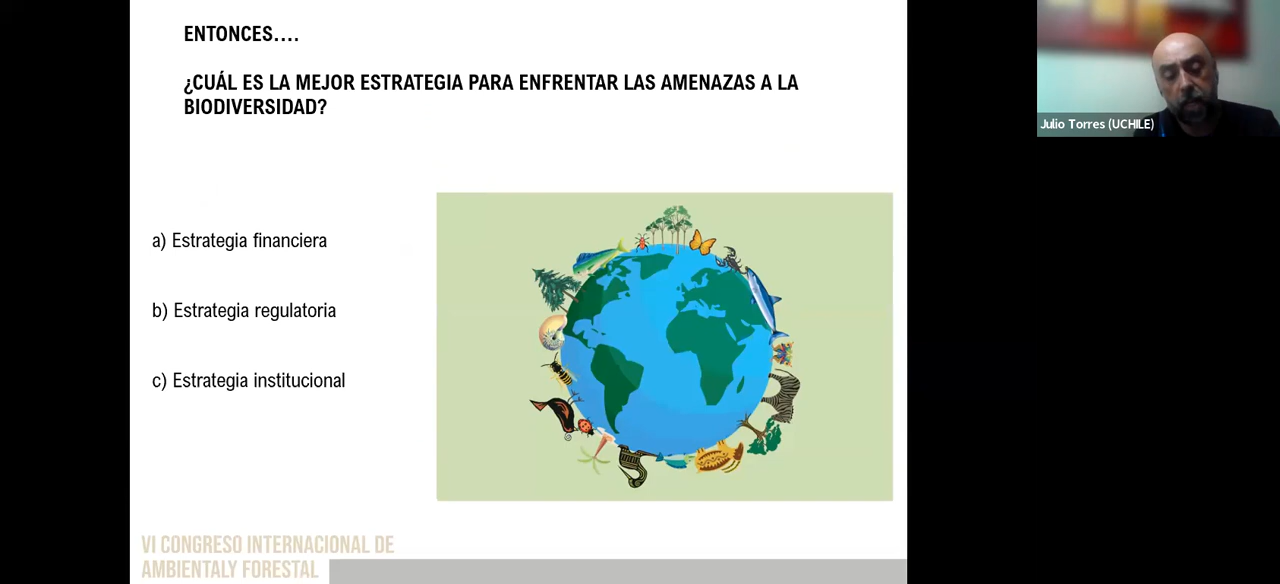 ENTONCES....
¿CUÁL ES LA MEJOR ESTRATEGIA PARA ENFRENTAR LAS AMENAZAS A LA
BIODIVERSIDAD?
a) Estrategia financiera
b) Estrategia regulatoria
c) Estrategia institucional
VI CONGRESO INTERNACIONAL DE
AMBIENTALY FORESTAL
Julio Torres (UCHILE)